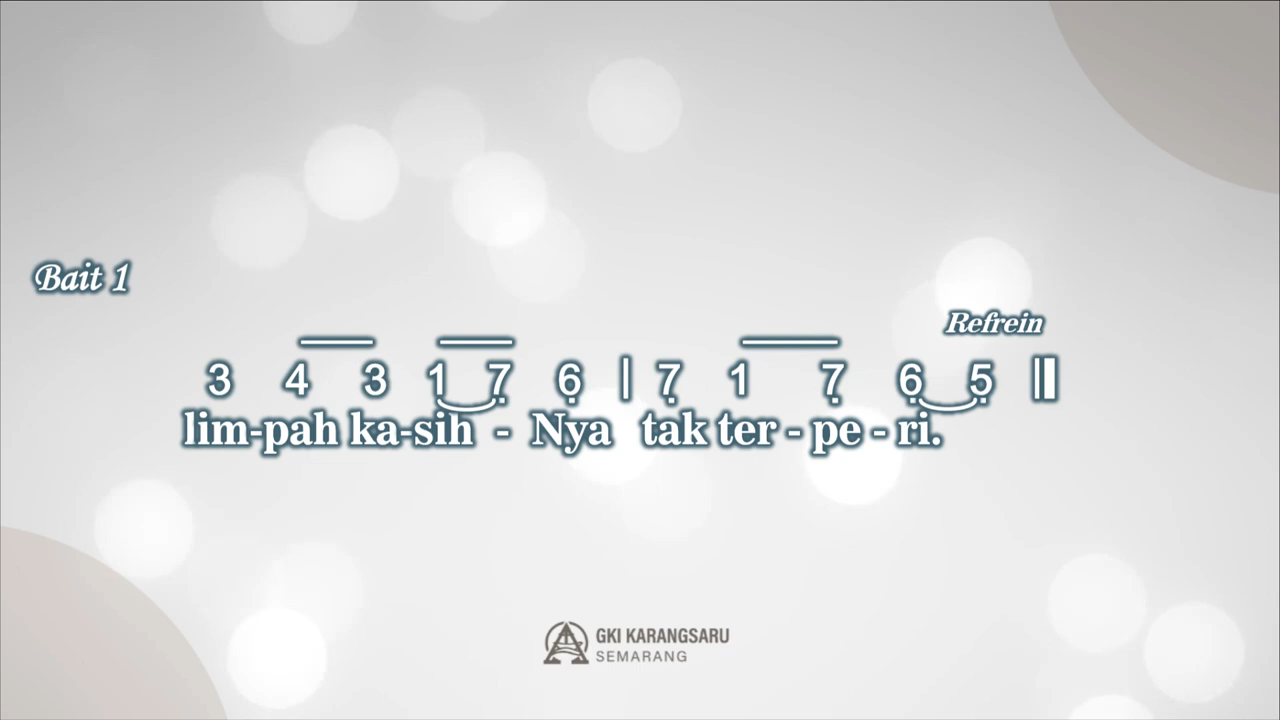 Bait 1
Refrein
3 4 3 1 7̣ 6̣ | 7̣ 1 7̣ 6̣ 5̣ ‖
lim-pah ka-sih - Nya tak ter - pe - ri.
GKI KARANGSARU
SEMARANG